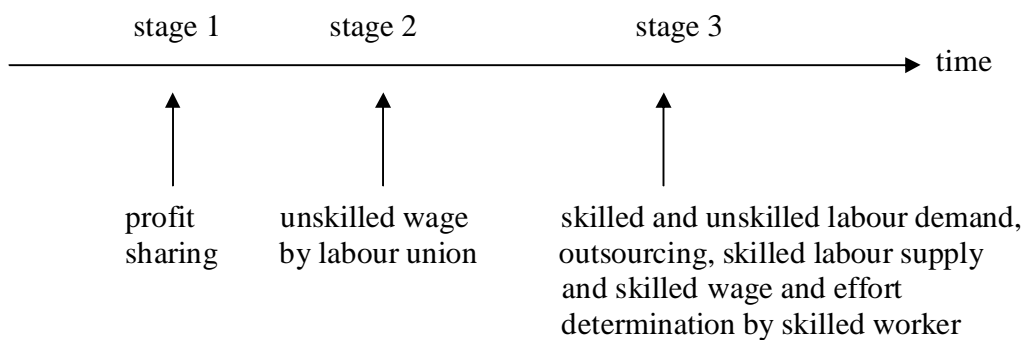 stage 1 stage 2 stage 3
time
profit
sharing
unskilled wage
by labour union
skilled and unskilled labour demand,
outsourcing, skilled labour supply
and skilled wage and effort
determination by skilled worker